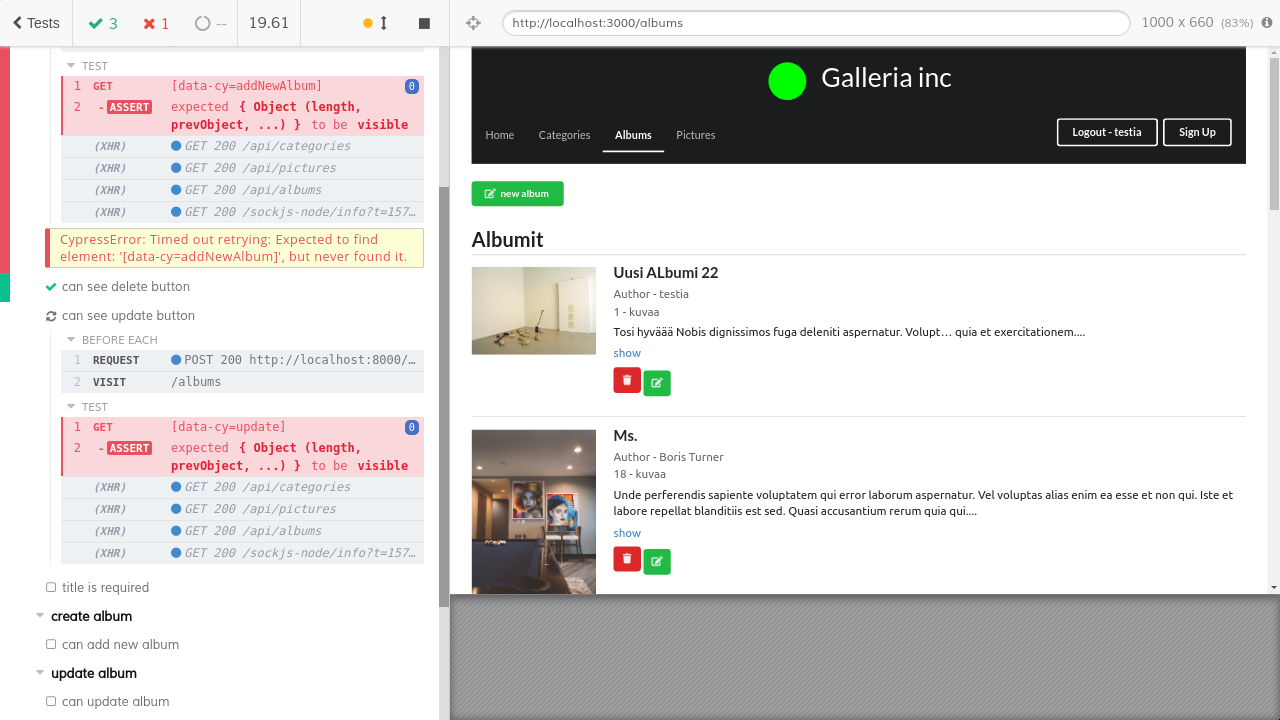 Tests
3
1
--
19.61
http://localhost:3000/albums
1000 x 660 (83%)
TEST
1 GET [data-cy=addNewAlbum] 0
2 -ASSERT expected { Object (length,
prevObject, ...) } to be visible
(XHR) GET 200 /api/categories
(XHR) GET 200 /api/pictures
(XHR) GET 200 /api/albums
(XHR) GET 200 /sockjs-node/info?t=157…
CypressError: Timed out retrying: Expected to find
element: '[data-cy=addNewAlbum]', but never found it.
can see delete button
can see update button
BEFORE EACH
1 REQUEST POST 200 http://localhost:8000/…
2 VISIT /albums
TEST
1 GET [data-cy=update] 0
2 -ASSERT expected { Object (length,
prevObject, ...) } to be visible
(XHR) GET 200 /api/categories
(XHR) GET 200 /api/pictures
(XHR) GET 200 /api/albums
(XHR) GET 200 /sockjs-node/info?t=157…
title is required
create album
can add new album
update album
can update album
Galleria inc
Home Categories Albums Pictures
Logout - testia Sign Up
new album
Albumit
Uusi ALbumi 22
Author - testia
1 - kuvaa
Tosi hyväää Nobis dignissimos fuga deleniti aspernatur. Volupt… quia et exercitationem....
show
Ms.
Author - Boris Turner
18 - kuvaa
Unde perferendis sapiente voluptatem qui error laborum aspernatur. Vel voluptas alias enim ea esse et non qui. Iste et
labore repellat blanditiis est sed. Quasi accusantium rerum quia qui....
show